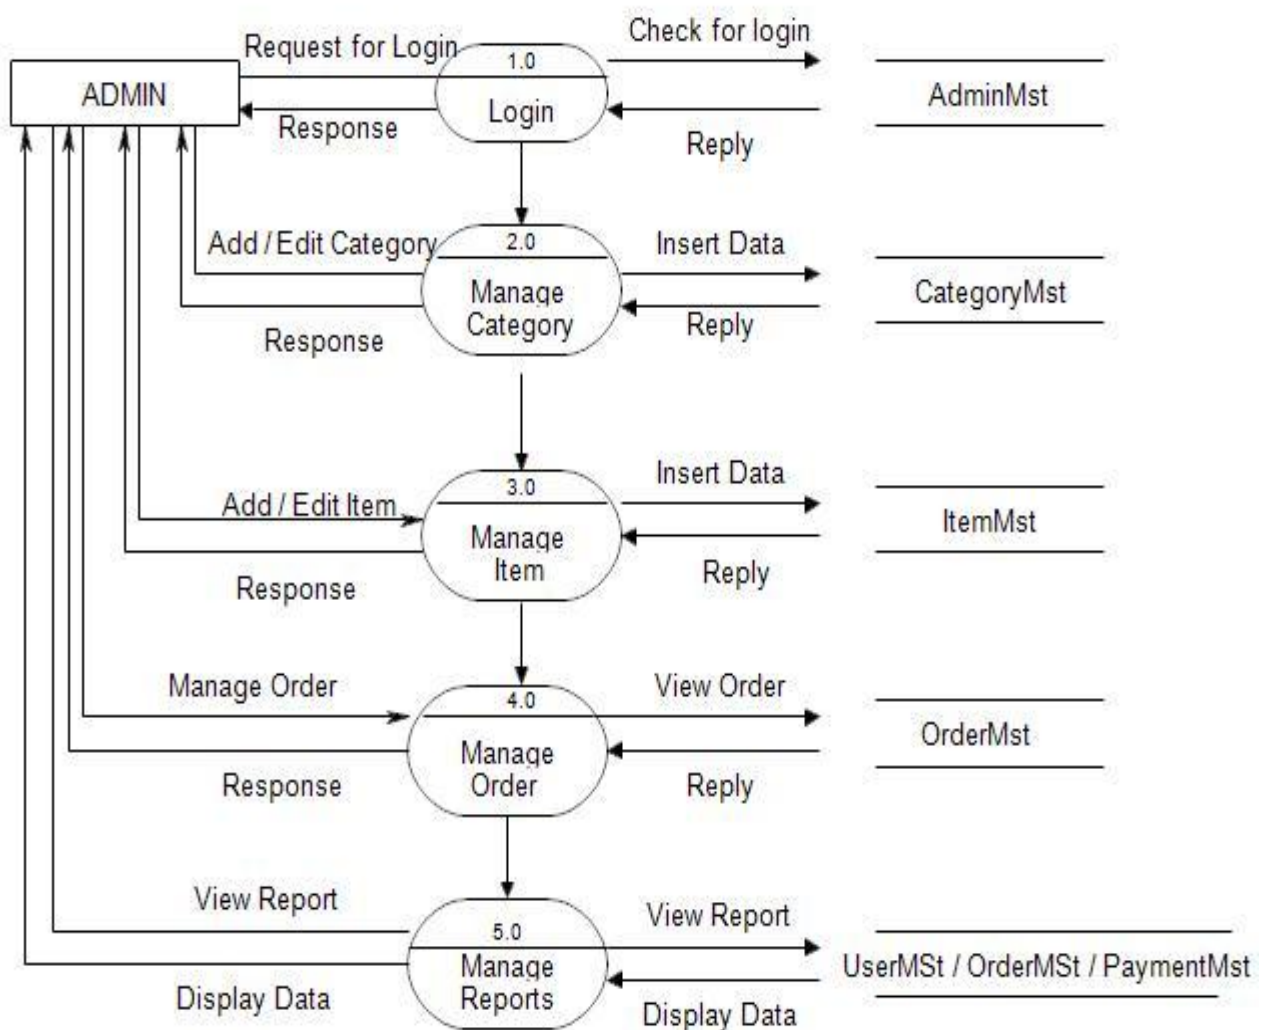 Request for Login
1.0
Check for login
ADMIN
Login
AdminMst
Response
Reply
Add / Edit Category
2.0
Insert Data
Manage
Category
CategoryMst
Response
Reply
Add / Edit Item
3.0
Insert Data
Manage
Item
ItemMst
Response
Reply
Manage Order
4.0
View Order
Manage
Order
OrderMst
Response
Reply
View Report
5.0
View Report
Manage
Reports
UserMSt / OrderMSt / PaymentMst
Display Data
Display Data